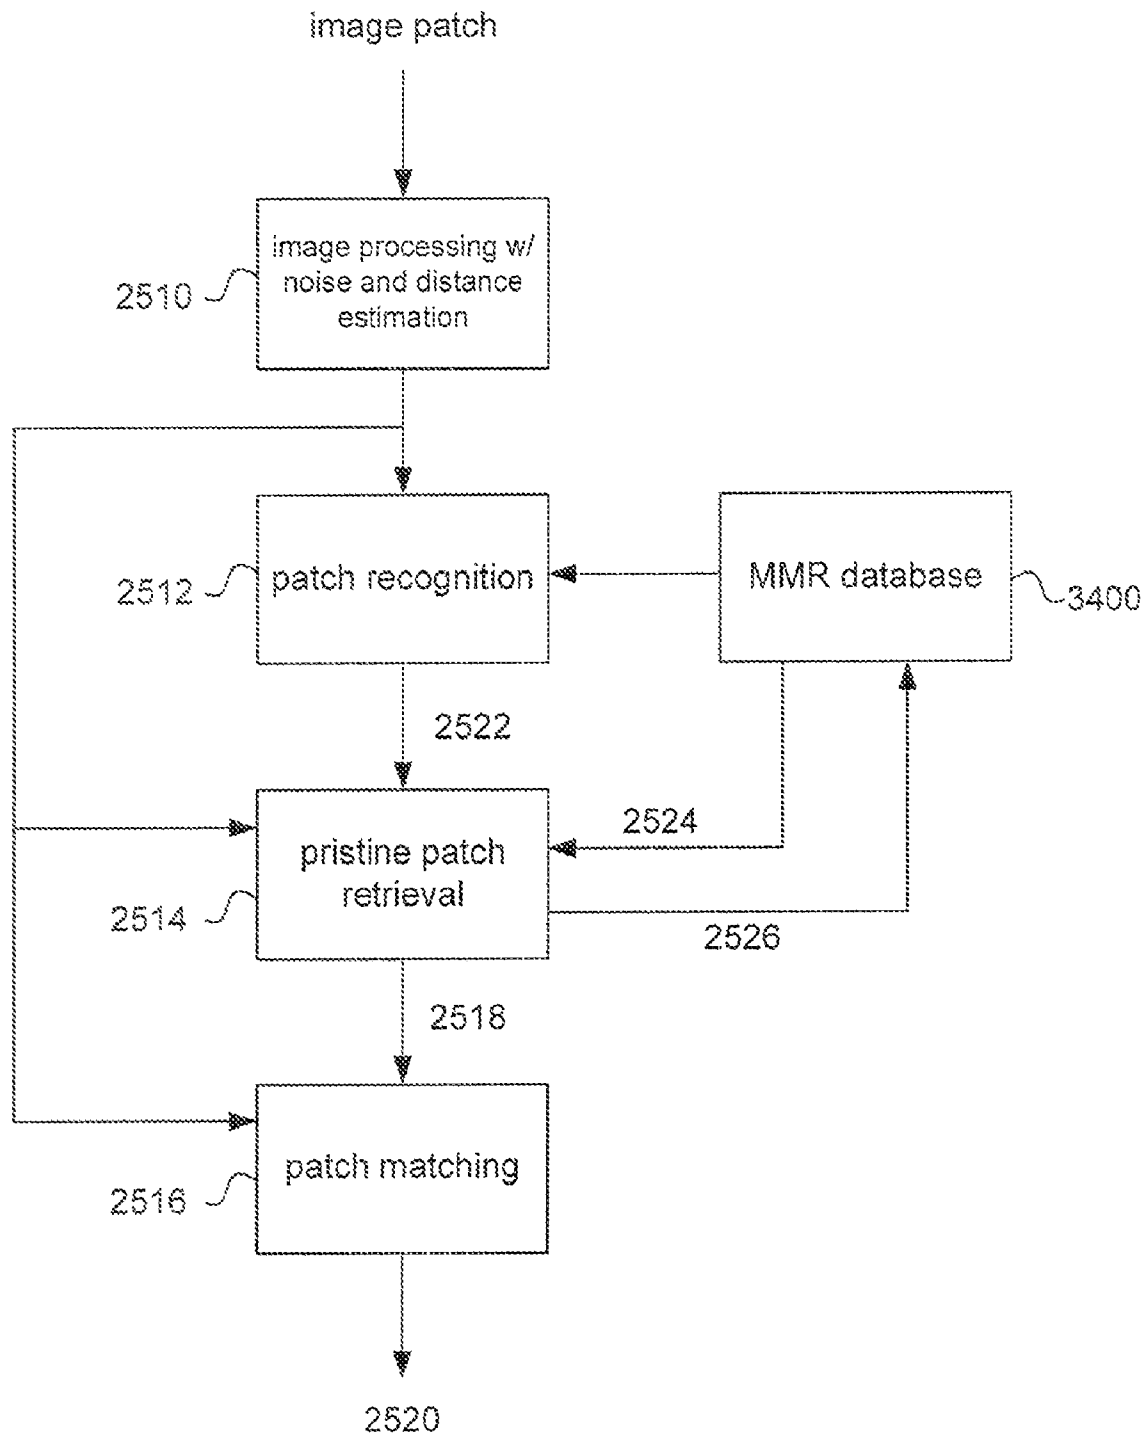 image patch
image processing w/
noise and distance
estimation
2510
patch recognition
2512
MMR database
3400
2522
2524
pristine patch
retrieval
2514
2526
2518
patch matching
2516
2520